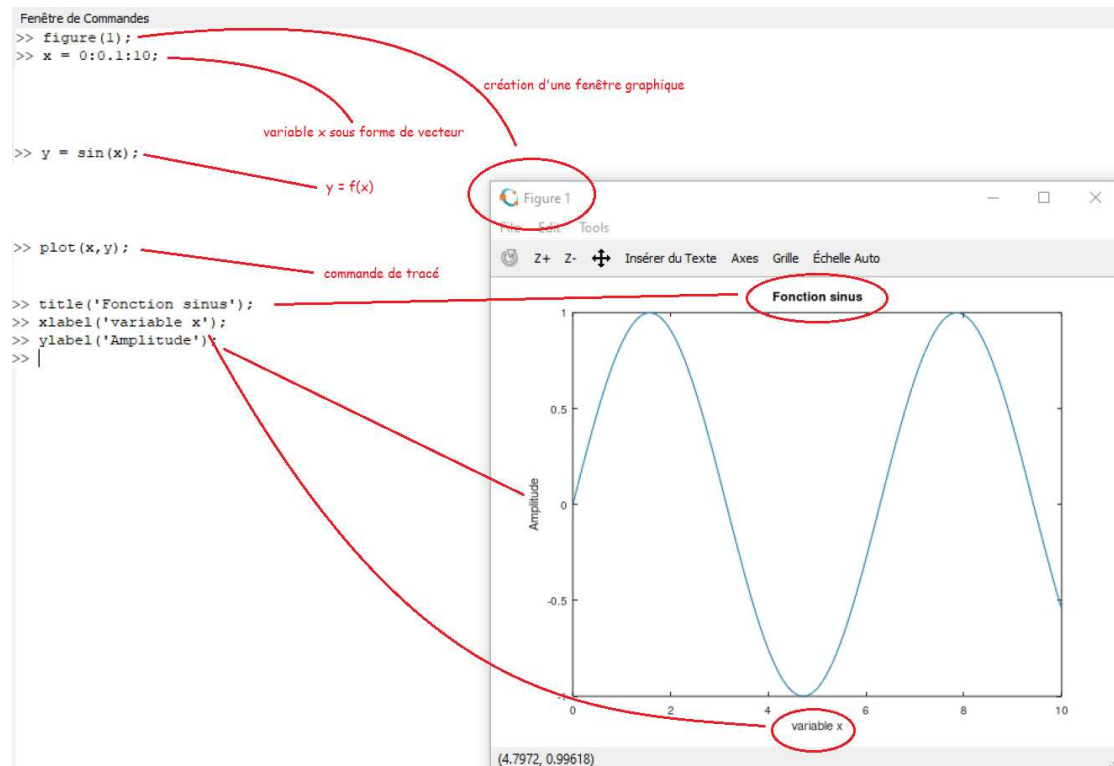 Fenêtre de Commandes
>> figure(1);
>> x = 0:0.1:10;
création d'une fenêtre graphique
variable x sous forme de vecteur
>> y = sin(x);
y = f(x)
>> plot(x,y);
commande de tracé
>> title('Fonction sinus');
>> xlabel('variable x');
>> ylabel('Amplitude');
>>
Figure 1
File Edit Tools
Z+ Z- Insérer du Texte Axes Grille Échelle Auto
Fonction sinus
1
0.5
0
-0.5
-1
Amplitude
0 2 4 6 8 10
variable x
(4.7972, 0.99618)